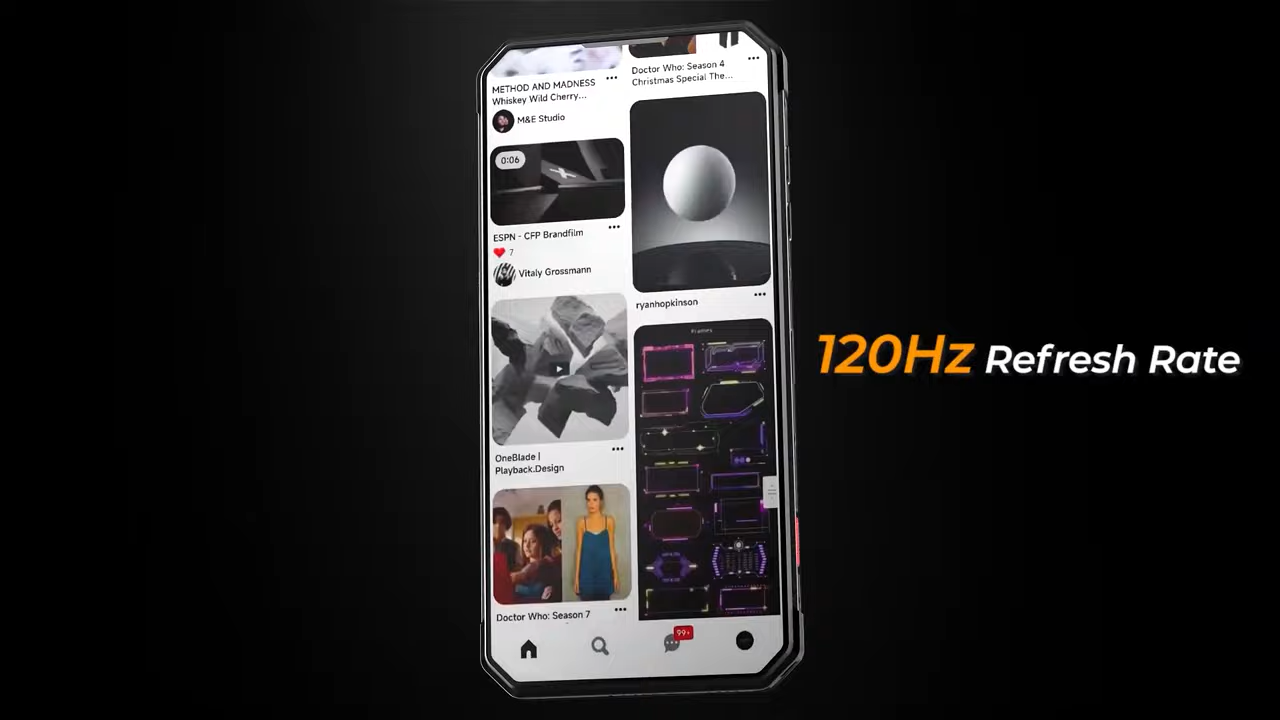 METHOD AND MADNESS
Whiskey Wild Cherry...
M&E Studio
0:06
ESPN - CFP Brandfilm
7
Vitaly Grossmann
OneBlade |
Playback.Design
Doctor Who: Season 7
Doctor Who: Season 4
Christmas Special The...
ryanhopkinson
Frames
99+
120Hz Refresh Rate